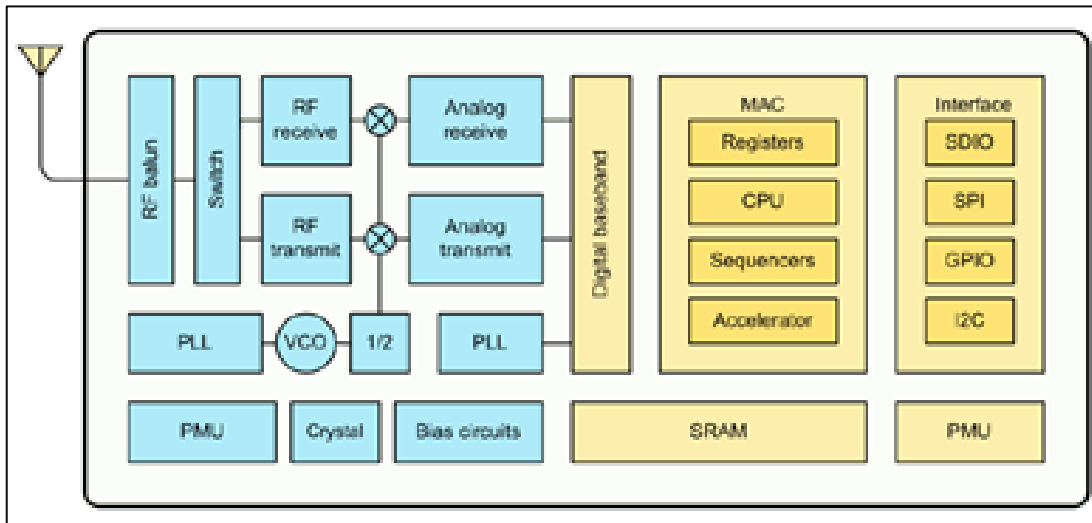 RF balun
Switch
RF
receive
Analog
receive
RF
transmit
Analog
transmit
PLL
VCO
1/2
PLL
Digital baseband
MAC
Registers
CPU
Sequencers
Accelerator
Interface
SDIO
SPI
GPIO
I2C
PMU
Crystal
Bias circuits
SRAM
PMU